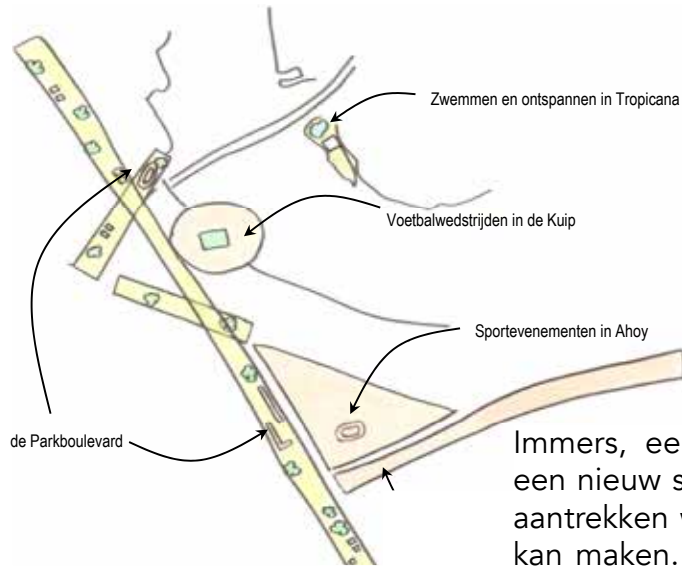 Zwemmen en ontspannen in Tropicana
Voetbalwedstrijden in de Kuip
Sportevenementen in Ahoy
de Parkboulevard
Immers, ee
een nieuw s
aantrekken
kan maken.